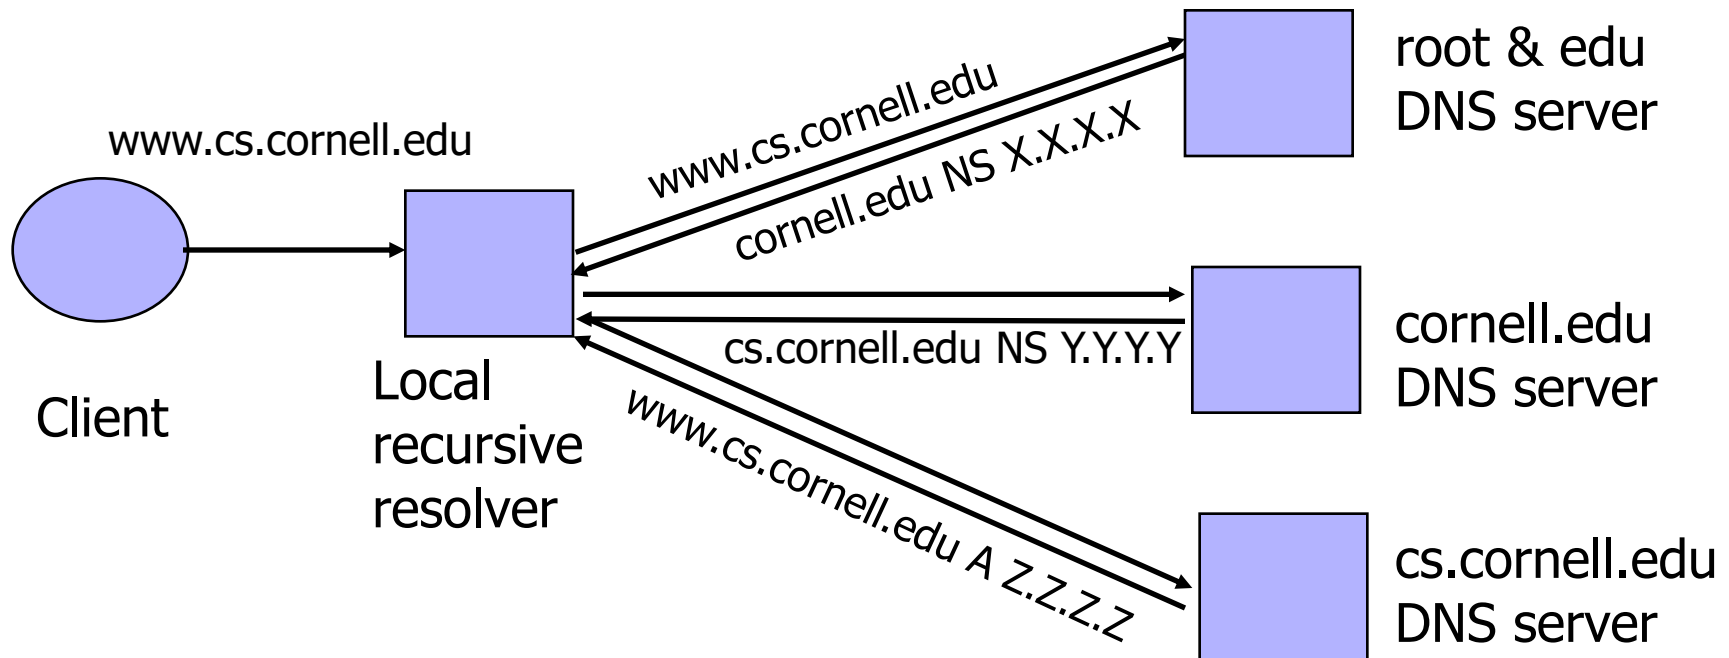 www.cs.cornell.edu
Client
Local
recursive
resolver
www.cs.cornell.edu
cornell.edu NS X.X.X.X
cs.cornell.edu NS Y.Y.Y.Y
www.cs.cornell.edu A Z.Z.Z.Z
root & edu
DNS server
cornell.edu
DNS server
cs.cornell.edu
DNS server